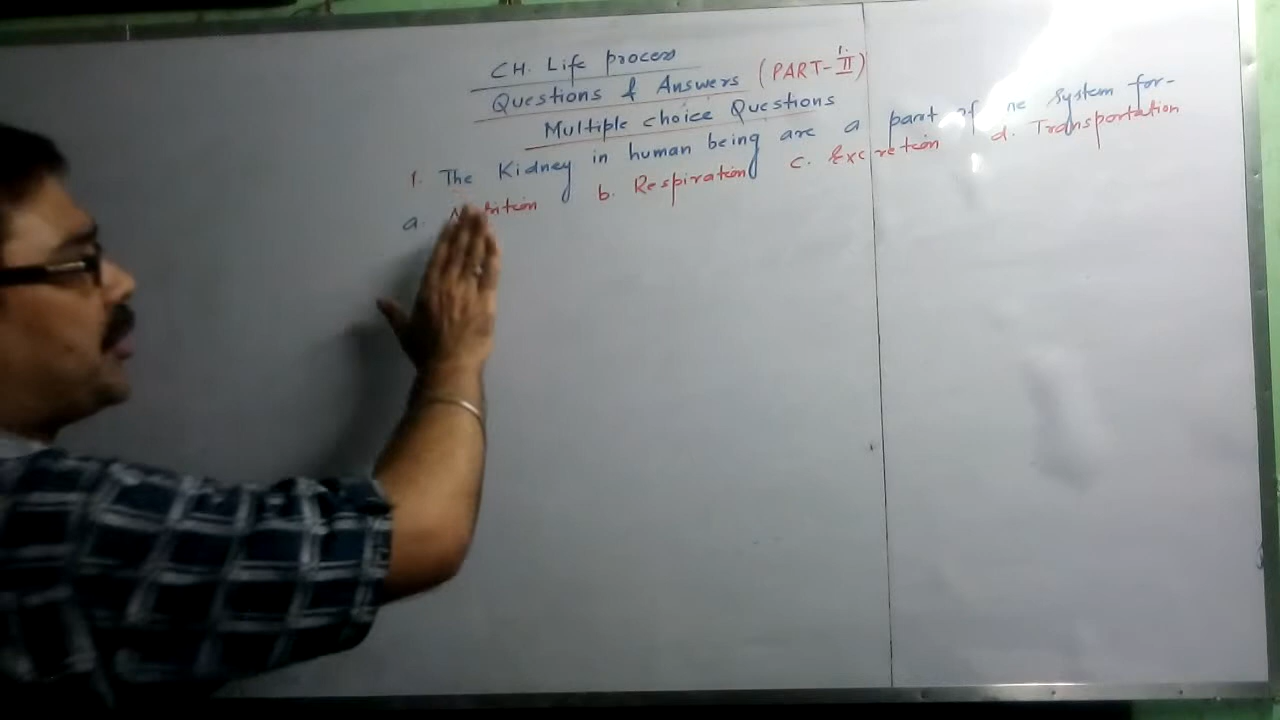 CH. Life process
Questions & Answers (PART-II)
Multiple choice Questions
1. The Kidney in human being are a part of system for-
a. b. Respiration c. Excretion d. Transportation